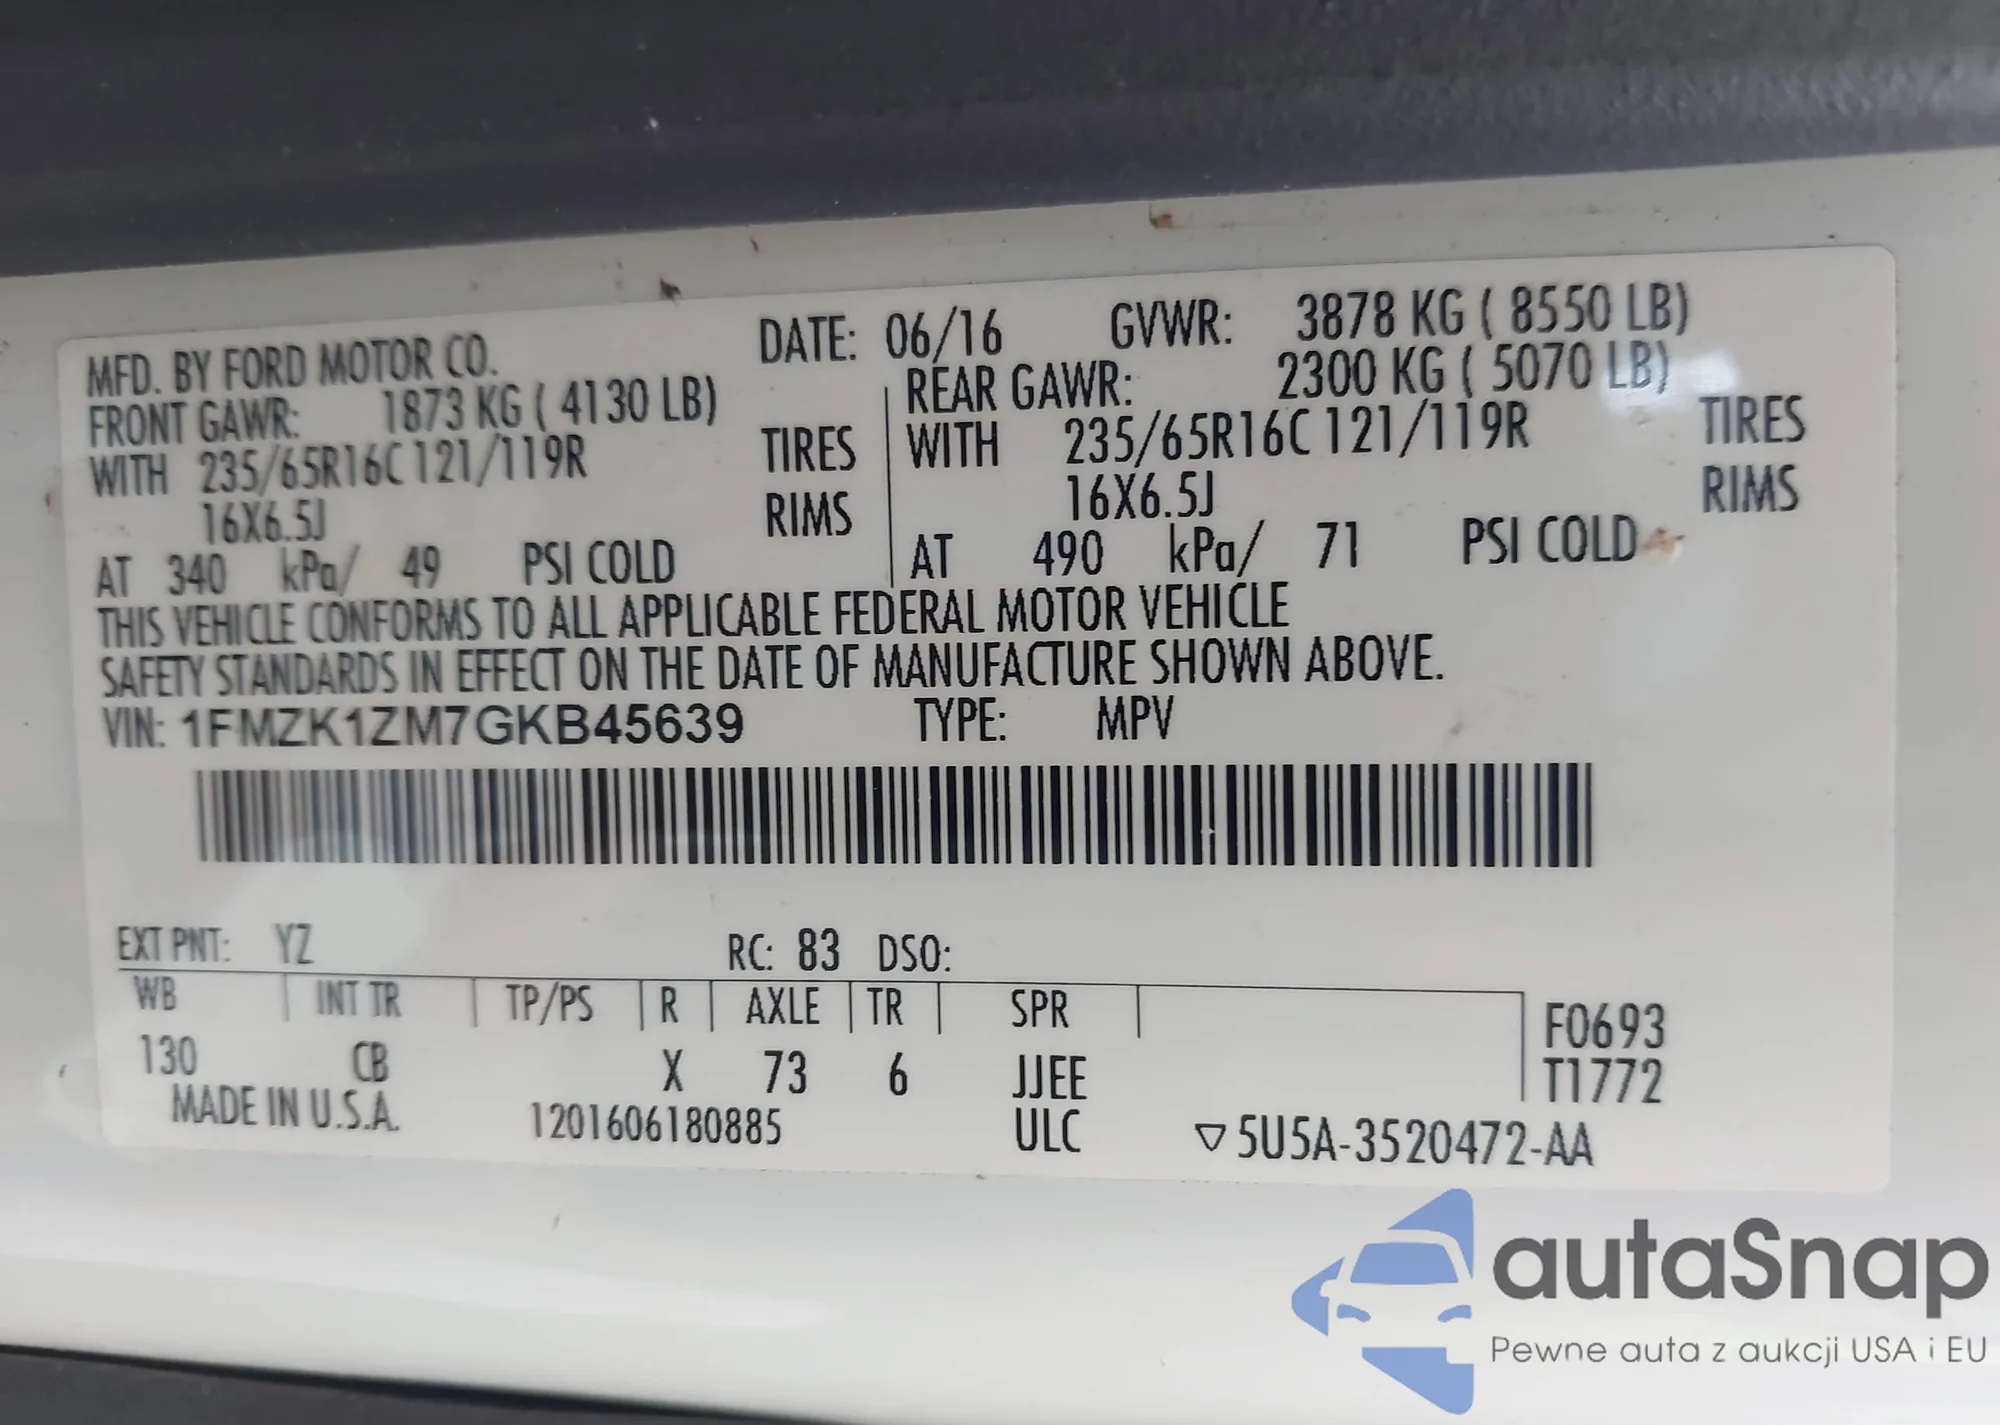 MFD. BY FORD MOTOR CO. DATE: 06/16 GVWR: 3878 KG ( 8550 LB)
FRONT GAWR: 1873 KG ( 4130 LB) REAR GAWR: 2300 KG ( 5070 LB)
WITH 235/65R16C 121/119R TIRES WITH 235/65R16C 121/119R TIRES
16X6.5J RIMS 16X6.5J RIMS
AT 340 kPa/ 49 PSI COLD AT 490 kPa/ 71 PSI COLD
THIS VEHICLE CONFORMS TO ALL APPLICABLE FEDERAL MOTOR VEHICLE
SAFETY STANDARDS IN EFFECT ON THE DATE OF MANUFACTURE SHOWN ABOVE.
VIN: 1FMZK1ZM7GKB45639 TYPE: MPV
EXT PNT: YZ RC: 83 DSO:
WB INT TR TP/PS R AXLE TR SPR F0693
130 CB X 73 6 JJEE T1772
MADE IN U.S.A. 1201606180885 ULC ▽5U5A-3520472-AA
autaSnap
Pewne auta z aukcji USA i EU